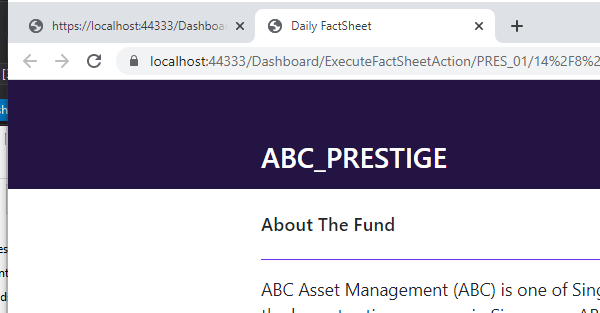 https://localhost:44333/Dashboa
Daily FactSheet
localhost:44333/Dashboard/ExecuteFactSheetAction/PRES_01/14%2F8%2
ABC_PRESTIGE
About The Fund
ABC Asset Management (ABC) is one of Sing